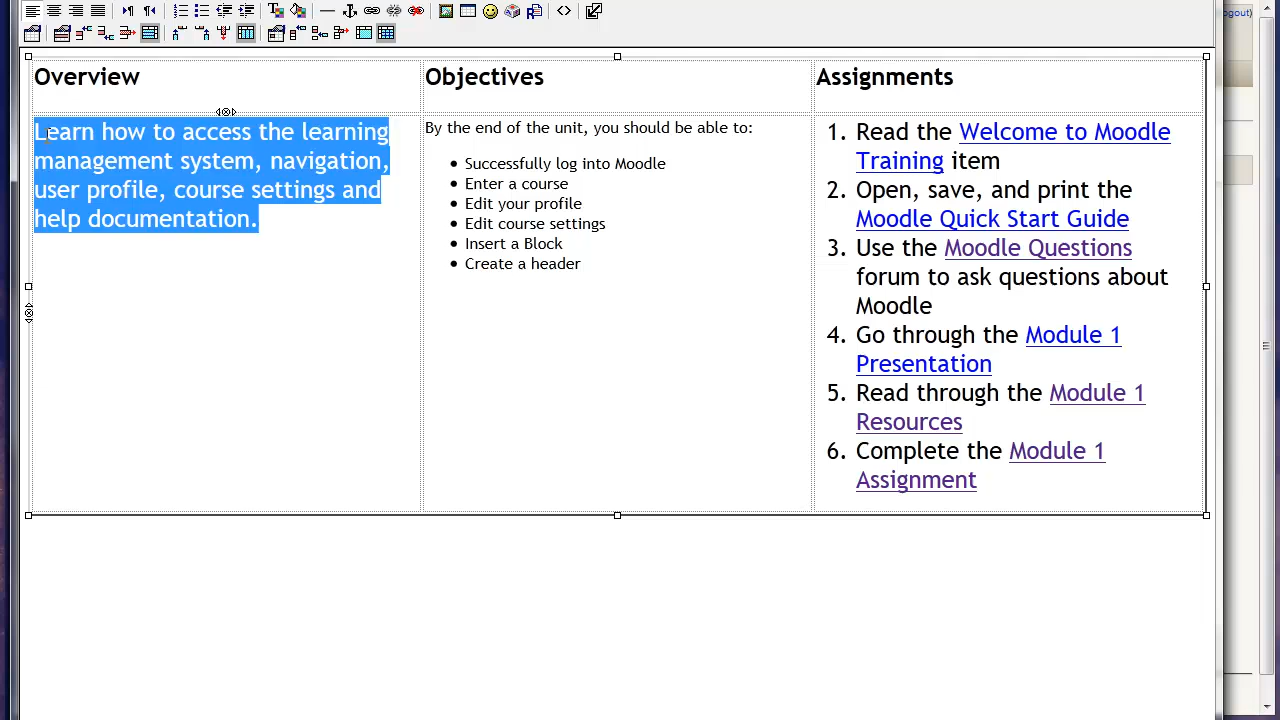 ogout)
Overview
Objectives
Assignments
Learn how to access the learning
management system, navigation,
user profile, course settings and
help documentation.
By the end of the unit, you should be able to:
• Successfully log into Moodle
• Enter a course
• Edit your profile
• Edit course settings
• Insert a Block
• Create a header
1. Read the Welcome to Moodle
Training item
2. Open, save, and print the
Moodle Quick Start Guide
3. Use the Moodle Questions
forum to ask questions about
Moodle
4. Go through the Module 1
Presentation
5. Read through the Module 1
Resources
6. Complete the Module 1
Assignment